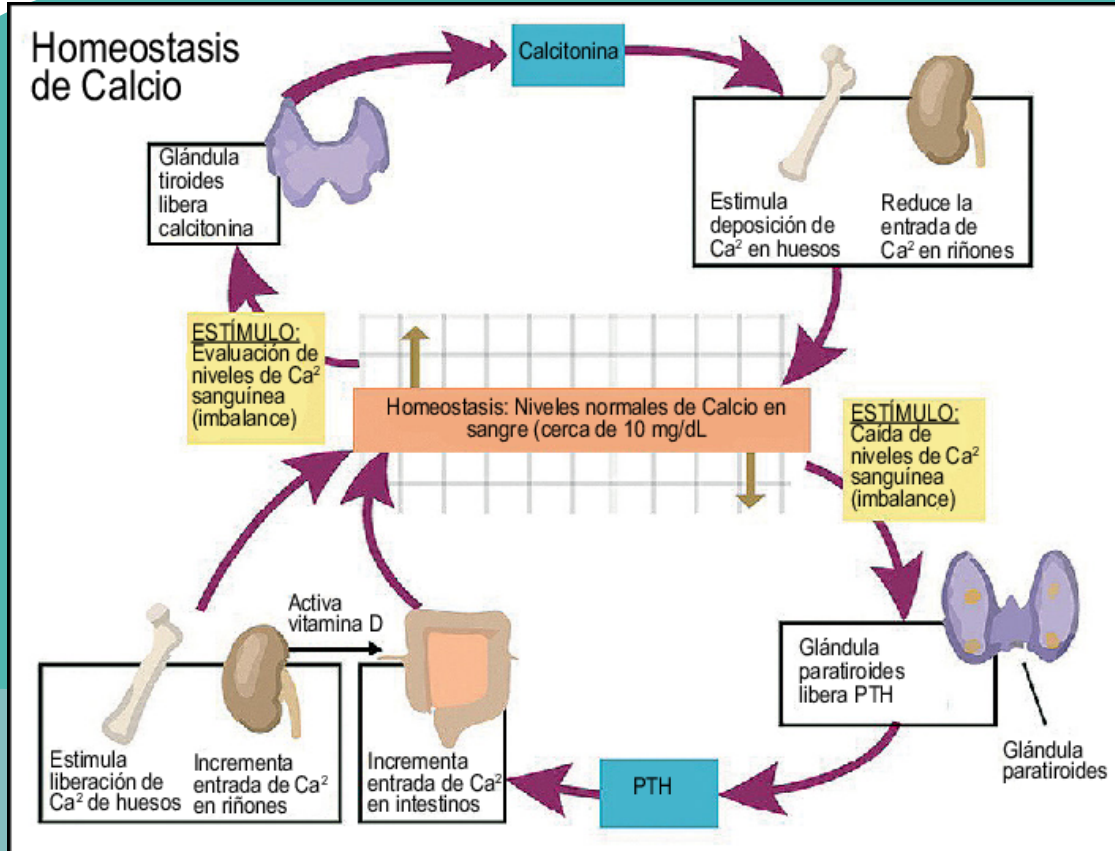 Homeostasis
de Calcio
Calcitonina
Glándula
tiroides
libera
calcitonina
Estimula
deposición de
Ca² en huesos
Reduce la
entrada de
Ca² en riñones
ESTÍMULO:
Evaluación de
niveles de Ca²
sanguínea
(imbalance)
Homeostasis: Niveles normales de Calcio en
sangre (cerca de 10 mg/dL
ESTÍMULO:
Caída de
niveles de Ca²
sanguínea
(imbalance)
Activa
vitamina D
Glándula
paratiroides
libera PTH
Glándula
paratiroides
Estimula
liberación de
Ca² de huesos
Incrementa
entrada de Ca²
en riñones
Incrementa
entrada de Ca²
en intestinos
PTH